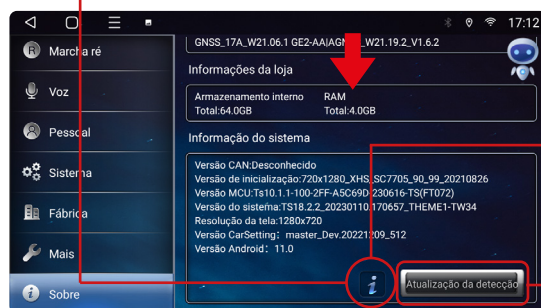 17:12
GNSS_17A_W21.06.1 GE2-AA|AGN W21.19.2_V1.6.2
R Marcha ré
Informações da loja
Voz
Armazenamento interno RAM
Total:64.0GB Total:4.0GB
Pessoal
Informação do sistema
Sistema
Versão CAN:Desconhecido
Versão de inicialização:720x1280_XHS_SC7705_90_99_20210826
Versão MCU:Ts10.1.1-100-2FF-A5C69D-230616-TS(FT072)
Fábrica
Versão do sistema:TS18.2.2_20230110.170657_THEME1-TW34
Resolução da tela:1280x720
Versão CarSetting: master_Dev.20221209_512
Mais
Versão Android: 11.0
Sobre
Atualização da detecção